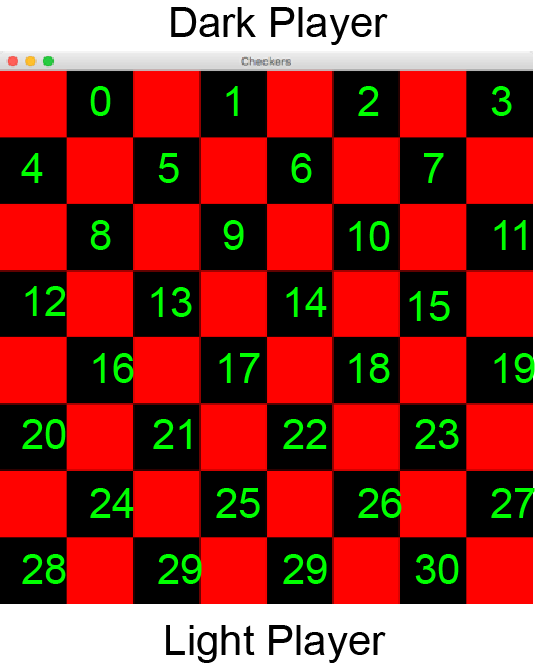 Dark Player
Checkers
0 1 2 3
4 5 6 7
8 9 10 11
12 13 14 15
16 17 18 19
20 21 22 23
24 25 26 27
28 29 29 30
Light Player